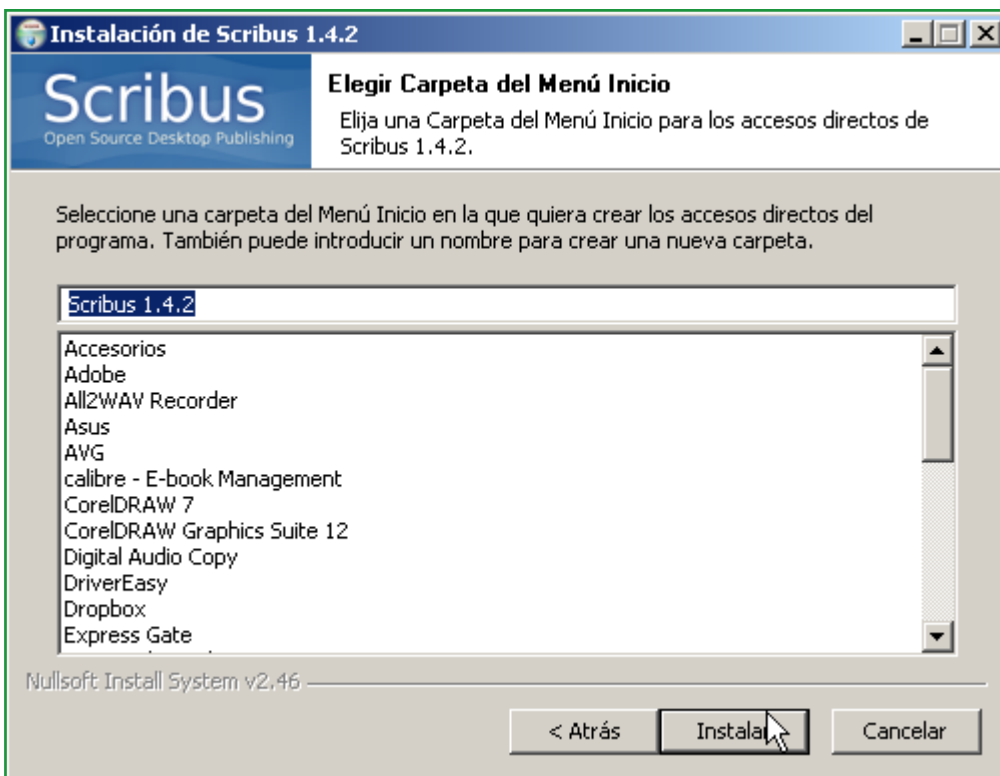 Instalación de Scribus 1.4.2
Scribus
Open Source Desktop Publishing
Elegir Carpeta del Menú Inicio
Elija una Carpeta del Menú Inicio para los accesos directos de
Scribus 1.4.2.
Seleccione una carpeta del Menú Inicio en la que quiera crear los accesos directos del
programa. También puede introducir un nombre para crear una nueva carpeta.
Scribus 1.4.2
Accesorios
Adobe
All2WAV Recorder
Asus
AVG
calibre - E-book Management
CorelDRAW 7
CorelDRAW Graphics Suite 12
Digital Audio Copy
DriverEasy
Dropbox
Express Gate
Nullsoft Install System v2.46
< Atrás
Instalar
Cancelar